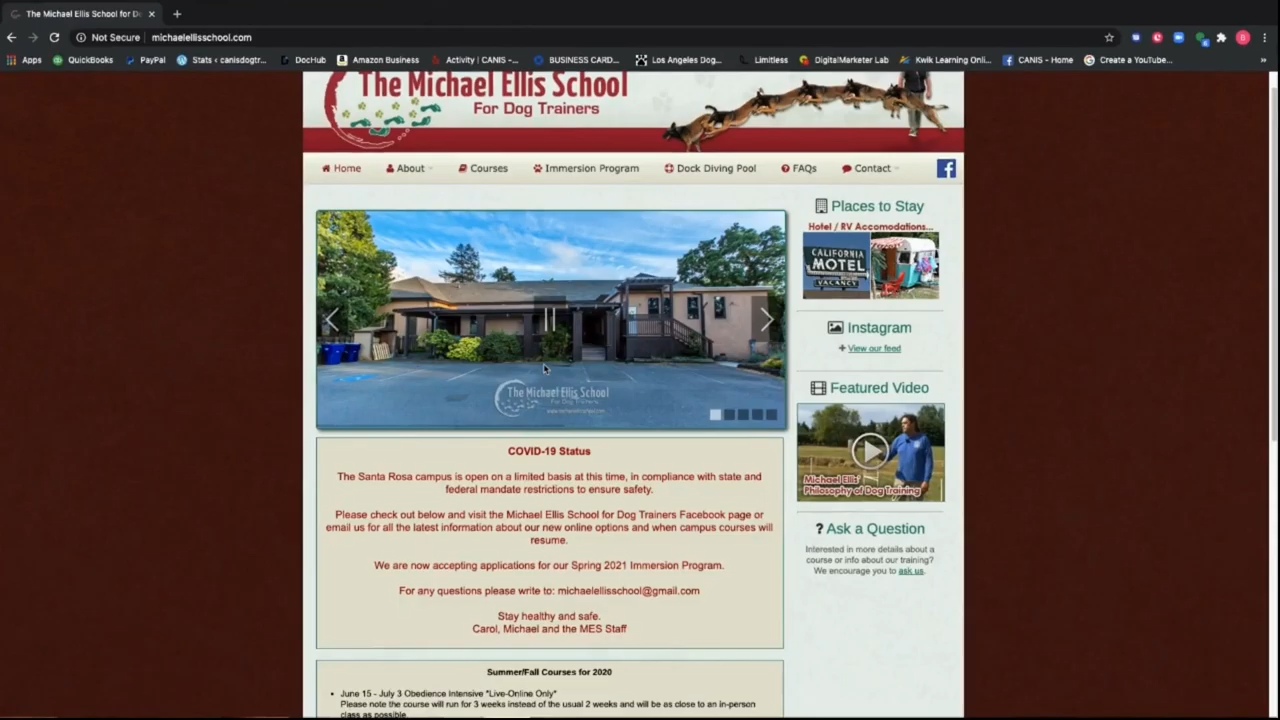 The Michael Ellis School for D
Not Secure michaelellisschool.com
Apps QuickBooks PayPal Stats ‹ canisdogtr... DocHub Amazon Business Activity | CANIS -... BUSINESS CARD... Los Angeles Dog... Limitless DigitalMarketer Lab Kwik Learning Onli... CANIS - Home Create a YouTube... »
The Michael Ellis School
For Dog Trainers
Home About Courses Immersion Program Dock Diving Pool FAQs Contact
Places to Stay
Hotel / RV Accomodations...
CALIFORNIA
MOTEL
VACANCY
Instagram
View our feed
Featured Video
Michael Ellis'
Philosophy of Dog Training
? Ask a Question
Interested in more details about a
course or info about our training?
We encourage you to ask us.
The Michael Ellis School
For Dog Trainers
www.michaelellisschool.com
COVID-19 Status
The Santa Rosa campus is open on a limited basis at this time, in compliance with state and
federal mandate restrictions to ensure safety.
Please check out below and visit the Michael Ellis School for Dog Trainers Facebook page or
email us for all the latest information about our new online options and when campus courses will
resume.
We are now accepting applications for our Spring 2021 Immersion Program.
For any questions please write to: michaelellisschool@gmail.com
Stay healthy and safe.
Carol, Michael and the MES Staff
Summer/Fall Courses for 2020
• June 15 - July 3 Obedience Intensive *Live-Online Only*
Please note the course will run for 3 weeks instead of the usual 2 weeks and will be as close to an in-person
class as possible.